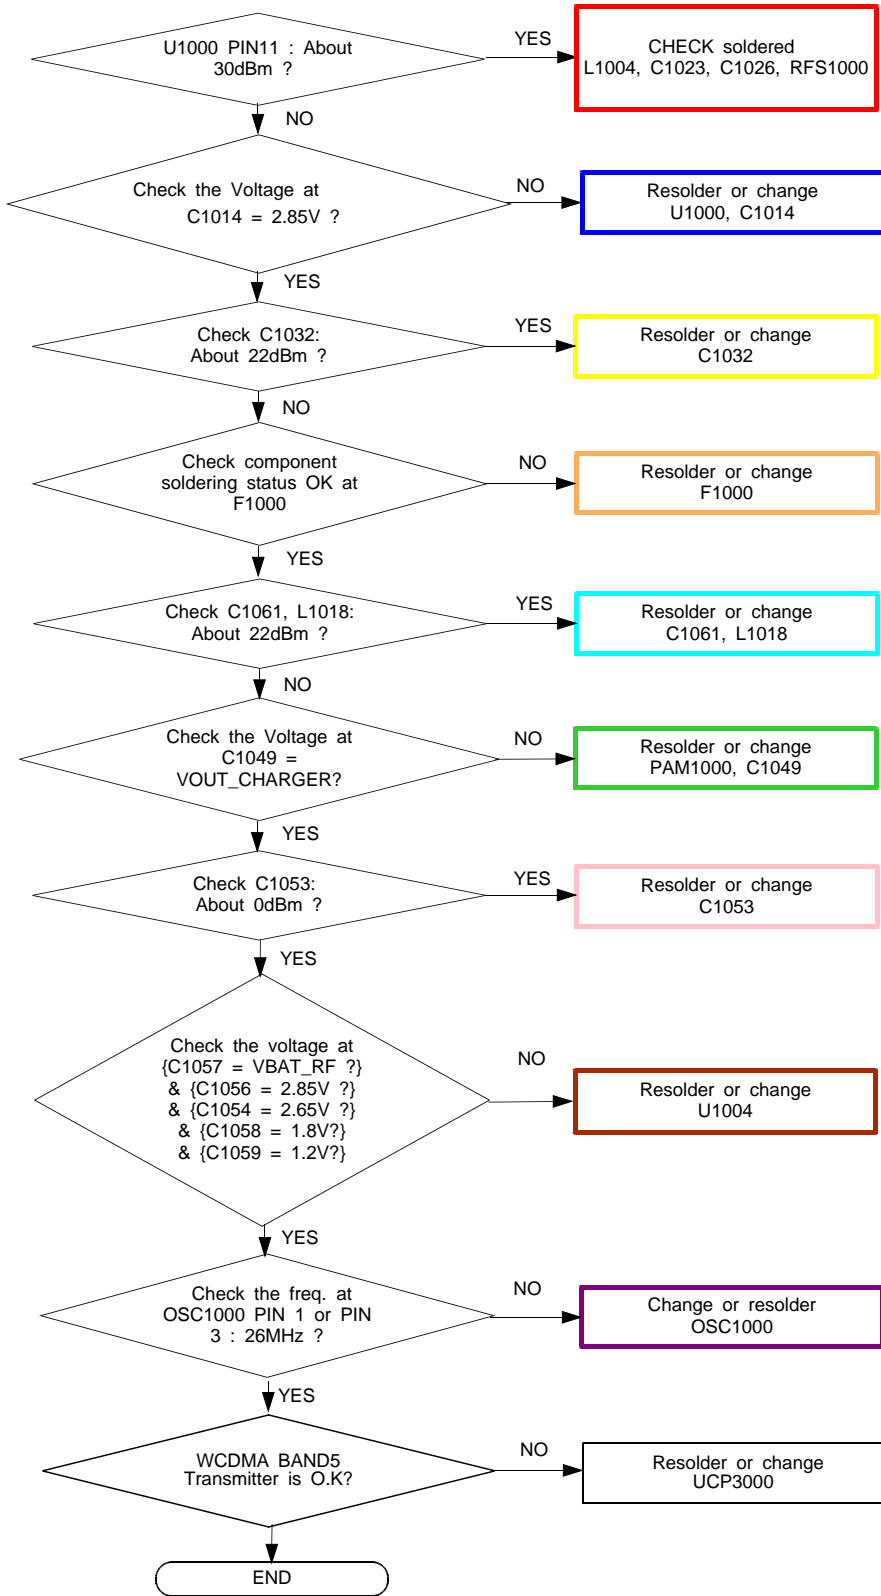 U1000 PIN11 : About
30dBm ?
YES
CHECK soldered
L1004, C1023, C1026, RFS1000
NO
Check the Voltage at
C1014 = 2.85V ?
NO
Resolder or change
U1000, C1014
YES
Check C1032:
About 22dBm ?
YES
Resolder or change
C1032
NO
Check component
soldering status OK at
F1000
NO
Resolder or change
F1000
YES
Check C1061, L1018:
About 22dBm ?
YES
Resolder or change
C1061, L1018
NO
Check the Voltage at
C1049 =
VOUT_CHARGER?
NO
Resolder or change
PAM1000, C1049
YES
Check C1053:
About 0dBm ?
YES
Resolder or change
C1053
YES
Check the voltage at
{C1057 = VBAT_RF ?}
& {C1056 = 2.85V ?}
& {C1054 = 2.65V ?}
& {C1058 = 1.8V?}
& {C1059 = 1.2V?}
NO
Resolder or change
U1004
YES
Check the freq. at
OSC1000 PIN 1 or PIN
3 : 26MHz ?
NO
Change or resolder
OSC1000
YES
WCDMA BAND5
Transmitter is O.K?
NO
Resolder or change
UCP3000
END